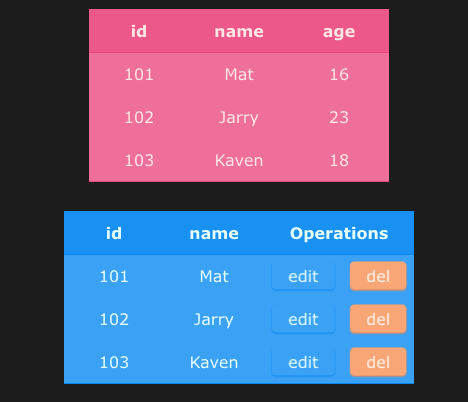 id name age
101 Mat 16
102 Jarry 23
103 Kaven 18
id name Operations
101 Mat edit del
102 Jarry edit del
103 Kaven edit del